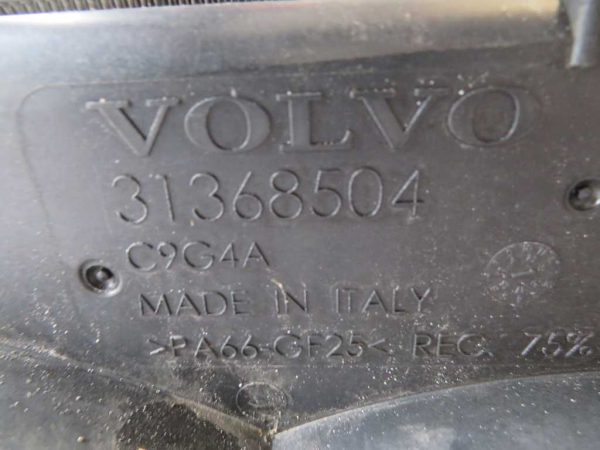 VOLVO
31368504
C9G4A
MADE IN ITALY
>PA66-GF25< REC. 75%